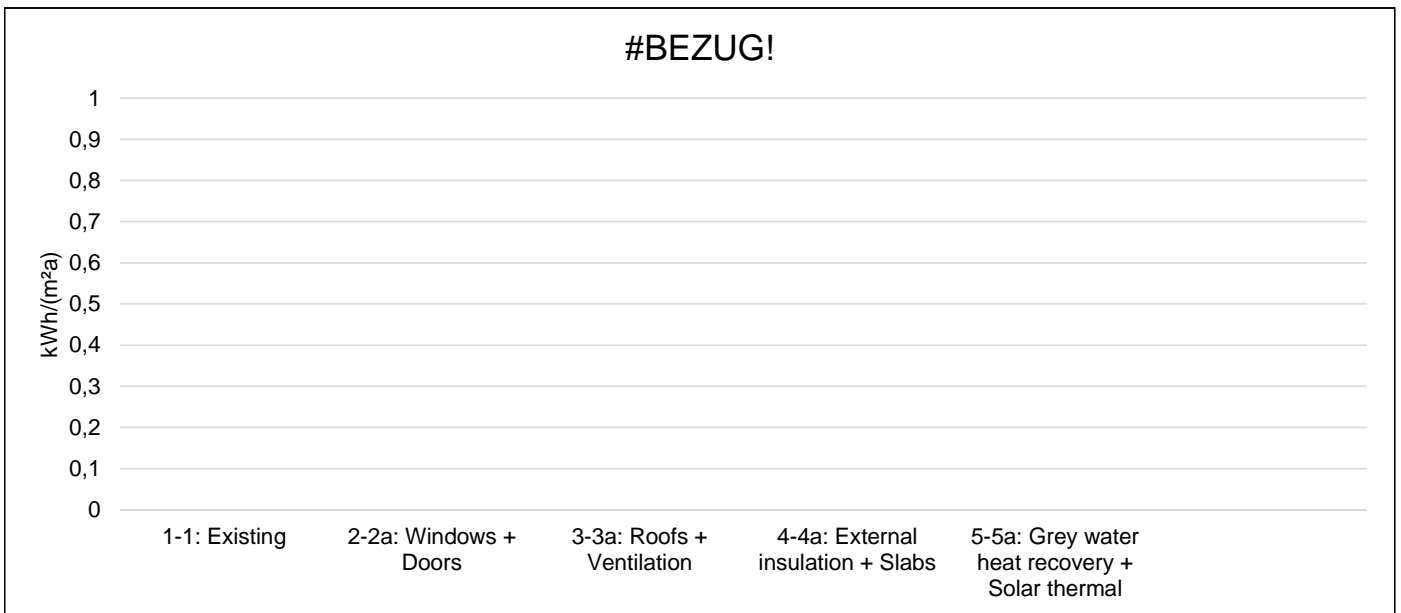 #BEZUG!
1
0,9
0,8
0,7
0,6
0,5
0,4
0,3
0,2
0,1
0
kWh/(m²a)
1-1: Existing
2-2a: Windows +
Doors
3-3a: Roofs +
Ventilation
4-4a: External
insulation + Slabs
5-5a: Grey water
heat recovery +
Solar thermal